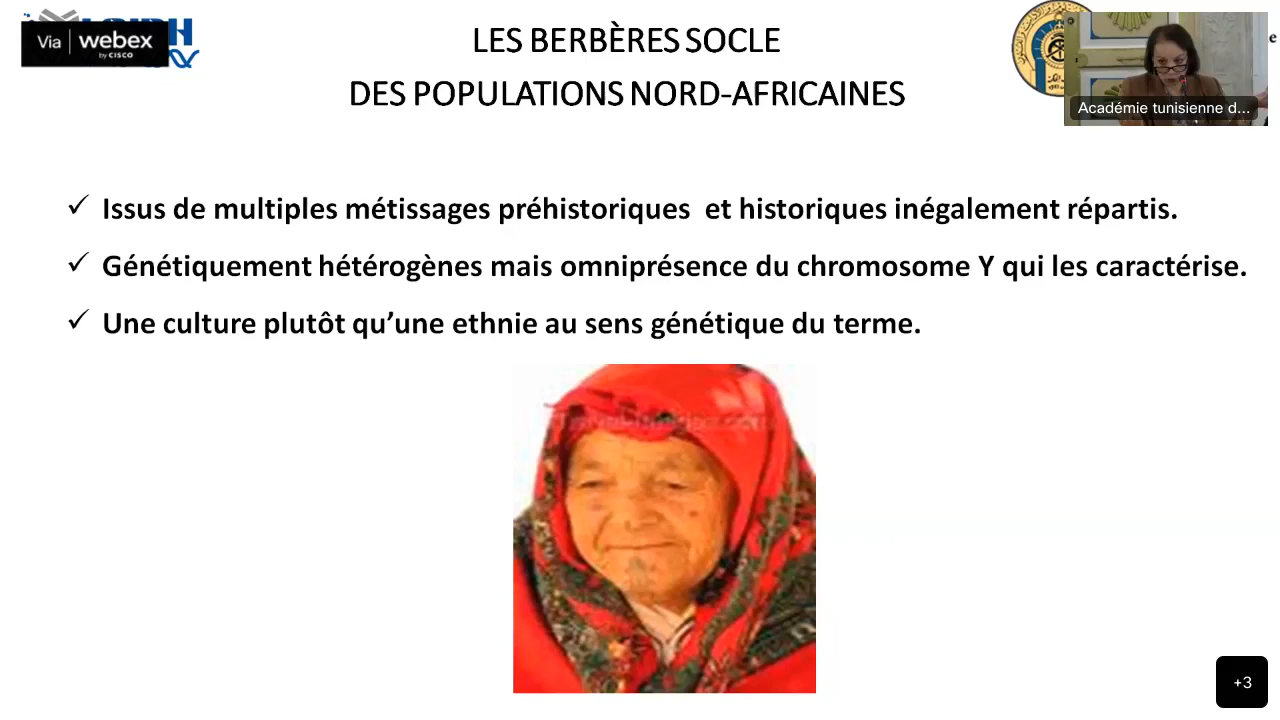 Via | webex
by CISCO
LES BERBÈRES SOCLE
DES POPULATIONS NORD-AFRICAINES
Académie tunisienne d...
✓ Issus de multiples métissages préhistoriques et historiques inégalement répartis.
✓ Génétiquement hétérogènes mais omniprésence du chromosome Y qui les caractérise.
✓ Une culture plutôt qu’une ethnie au sens génétique du terme.
+3